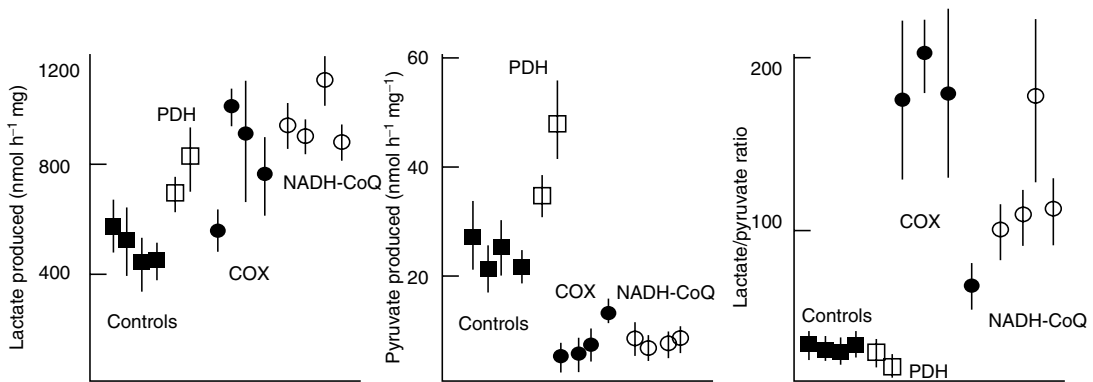 Lactate produced (nmol h⁻¹ mg)
1200
800
400
PDH
NADH-CoQ
COX
Controls
Pyruvate produced (nmol h⁻¹ mg⁻¹)
60
40
20
PDH
COX
NADH-CoQ
Controls
Lactate/pyruvate ratio
200
100
COX
Controls
NADH-CoQ
PDH